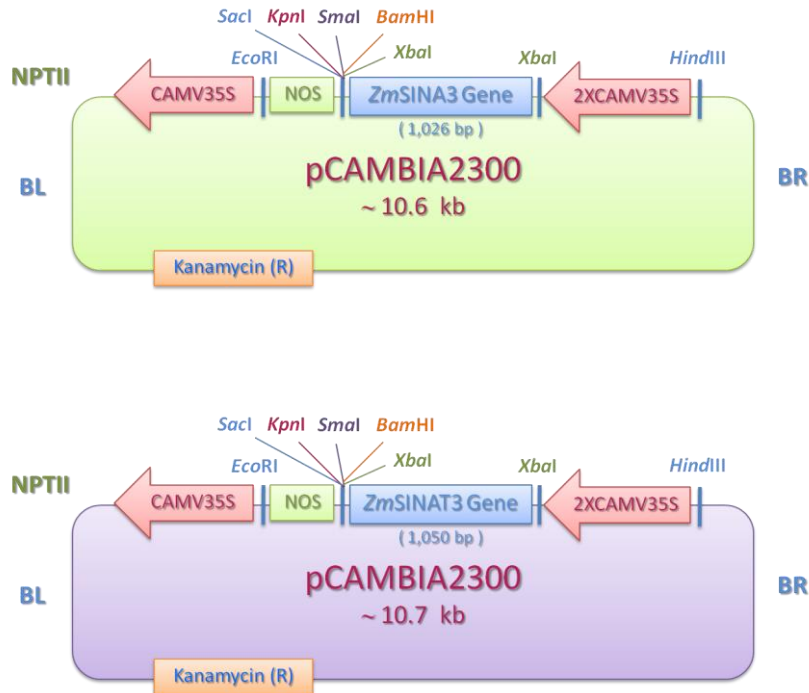 SacI KpnI SmaI BamHI
EcoRI XbaI XbaI HindIII
NPTII
CAMV35S NOS ZmSINA3 Gene 2XCAMV35S
( 1,026 bp )
pCAMBIA2300
BL BR
~ 10.6 kb
Kanamycin (R)
SacI KpnI SmaI BamHI
EcoRI XbaI XbaI HindIII
NPTII
CAMV35S NOS ZmSINAT3 Gene 2XCAMV35S
( 1,050 bp )
pCAMBIA2300
BL BR
~ 10.7 kb
Kanamycin (R)